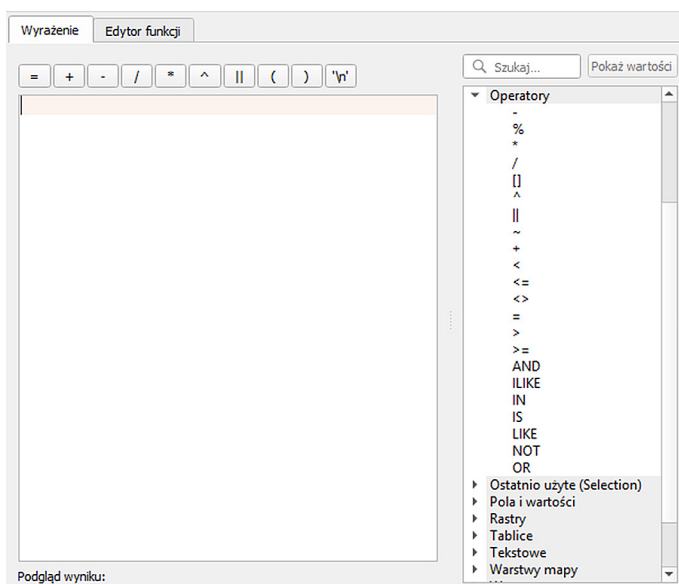 Wyrażenie Edytor funkcji
= + - / * ^ || ( ) '\n'
Szukaj... Pokaż wartości
Operatory
-
%
*
/
[]
^
||
~
+
<
<=
<>
=
>
>=
AND
ILIKE
IN
IS
LIKE
NOT
OR
Ostatnio użyte (Selection)
Pola i wartości
Rastry
Tablice
Tekstowe
Warstwy mapy
Podgląd wyniku: